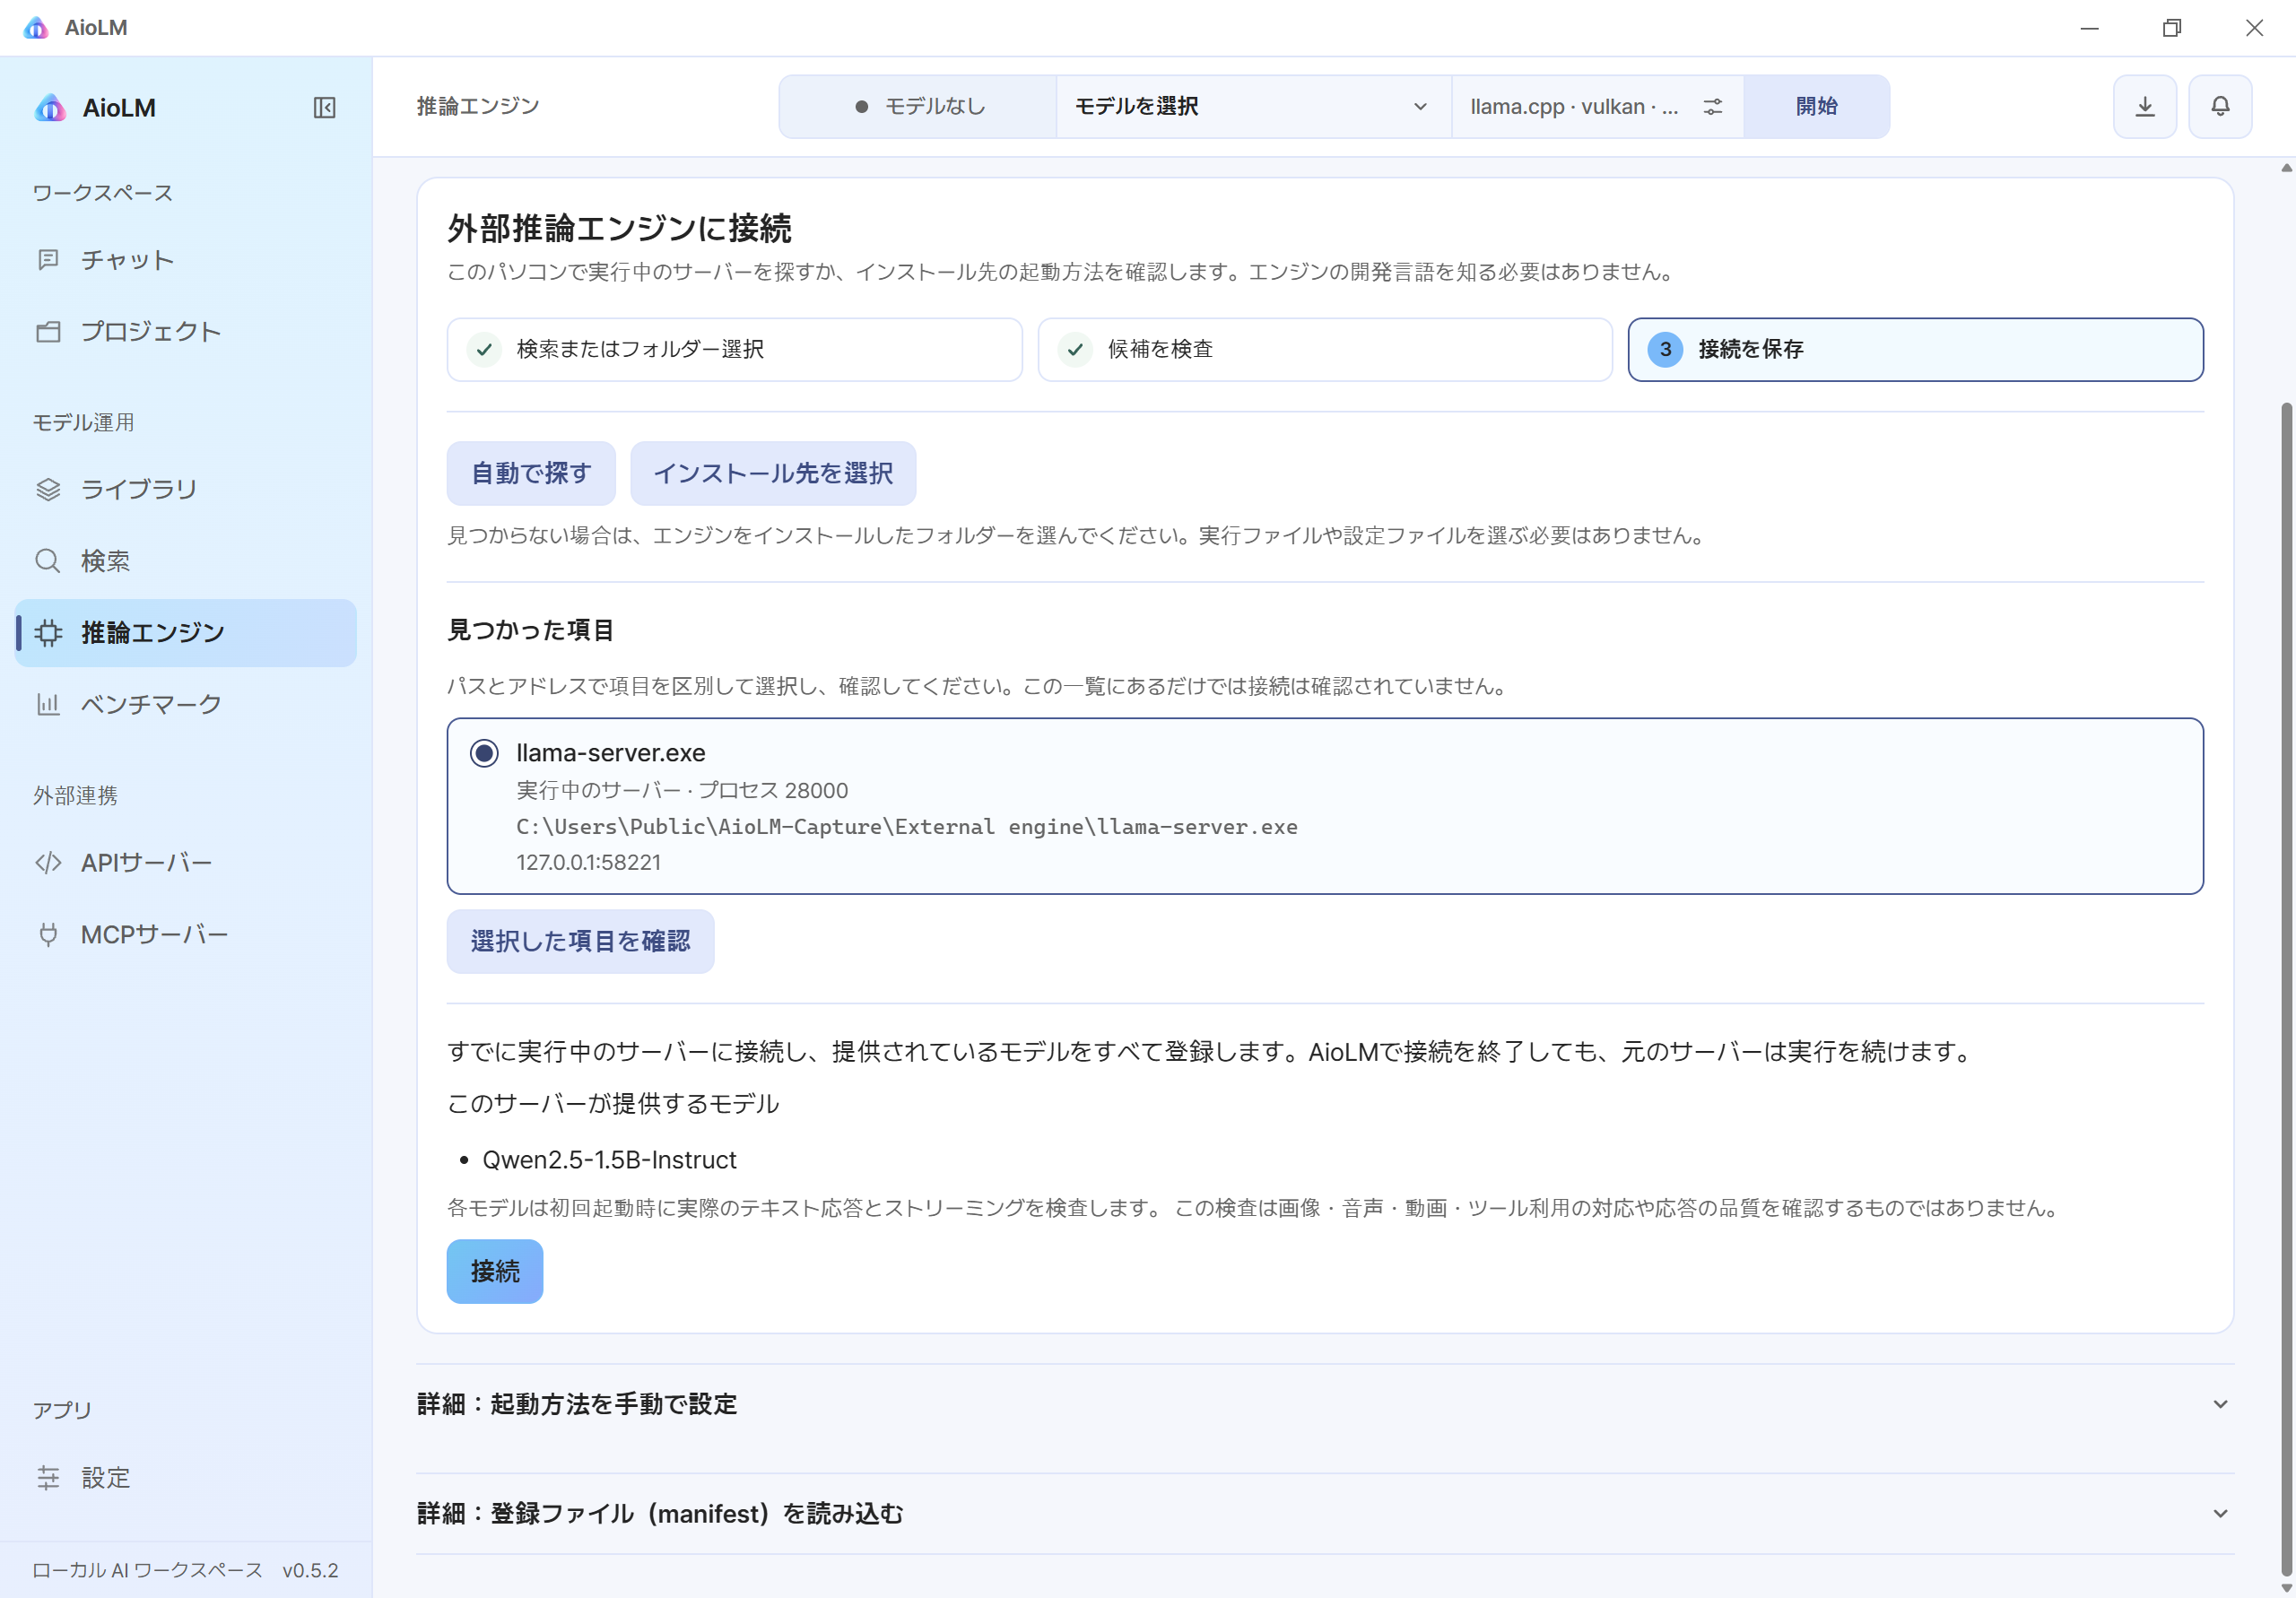 AioLM
AioLM
ワークスペース
チャット
プロジェクト
モデル運用
ライブラリ
検索
推論エンジン
ベンチマーク
外部連携
APIサーバー
MCPサーバー
アプリ
設定
ローカル AI ワークスペース v0.5.2
推論エンジン
モデルなし
モデルを選択
llama.cpp · vulkan · ...
開始
外部推論エンジンに接続
このパソコンで実行中のサーバーを探すか、インストール先の起動方法を確認します。エンジンの開発言語を知る必要はありません。
検索またはフォルダー選択
候補を検査
3 接続を保存
自動で探す
インストール先を選択
見つからない場合は、エンジンをインストールしたフォルダーを選んでください。実行ファイルや設定ファイルを選ぶ必要はありません。
見つかった項目
パスとアドレスで項目を区別して選択し、確認してください。この一覧にあるだけでは接続は確認されていません。
llama-server.exe
実行中のサーバー · プロセス 28000
C:\Users\Public\AioLM-Capture\External engine\llama-server.exe
127.0.0.1:58221
選択した項目を確認
すでに実行中のサーバーに接続し、提供されているモデルをすべて登録します。AioLMで接続を終了しても、元のサーバーは実行を続けます。
このサーバーが提供するモデル
• Qwen2.5-1.5B-Instruct
各モデルは初回起動時に実際のテキスト応答とストリーミングを検査します。 この検査は画像・音声・動画・ツール利用の対応や応答の品質を確認するものではありません。
接続
詳細：起動方法を手動で設定
詳細：登録ファイル（manifest）を読み込む